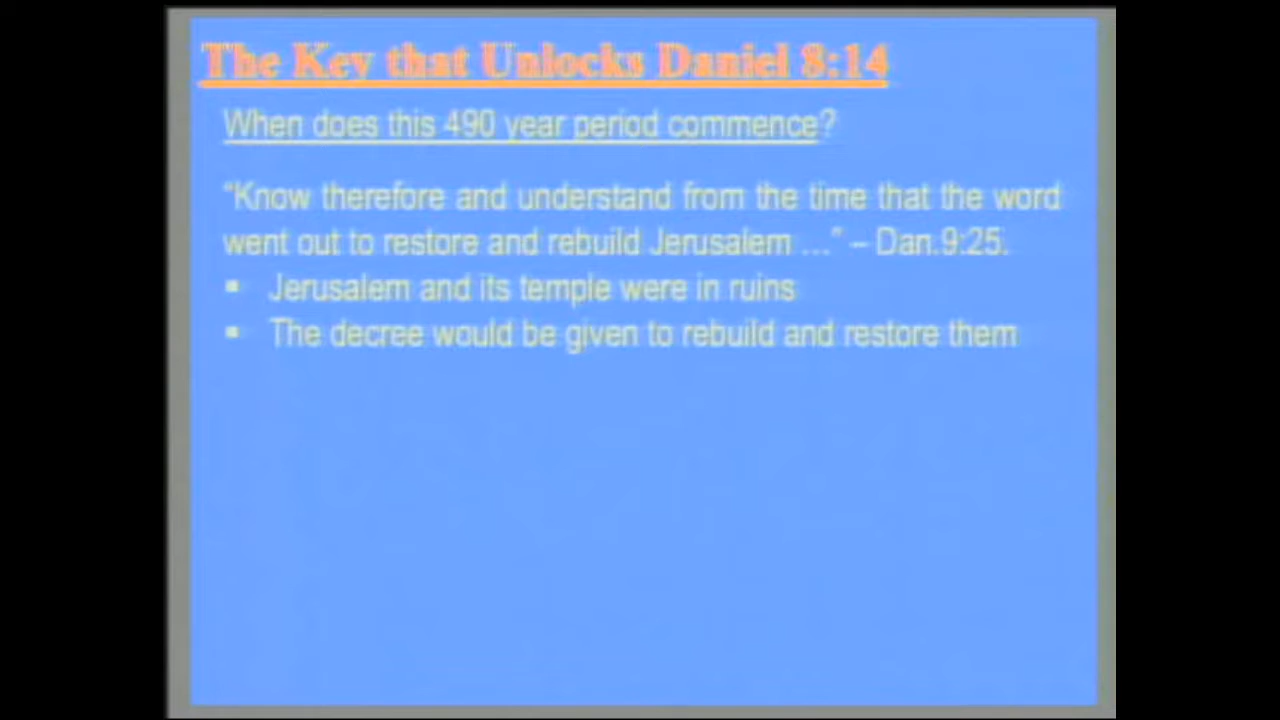 The Key that Unlocks Daniel 8:14
When does this 490 year period commence?
“Know therefore and understand from the time that the word
went out to restore and rebuild Jerusalem ...” – Dan.9:25.
▪ Jerusalem and its temple were in ruins
▪ The decree would be given to rebuild and restore them